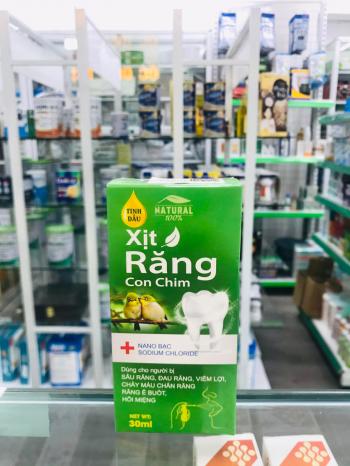 NATURAL
100%
TINH
DẦU
Xịt
Răng
Con Chim
NANO BẠC
SODIUM CHLORIDE
Dùng cho người bị
SÂU RĂNG, ĐAU RĂNG, VIÊM LỢI,
CHẢY MÁU CHÂN RĂNG
RĂNG Ê BUỐT,
HÔI MIỆNG
NET WT:
30ml